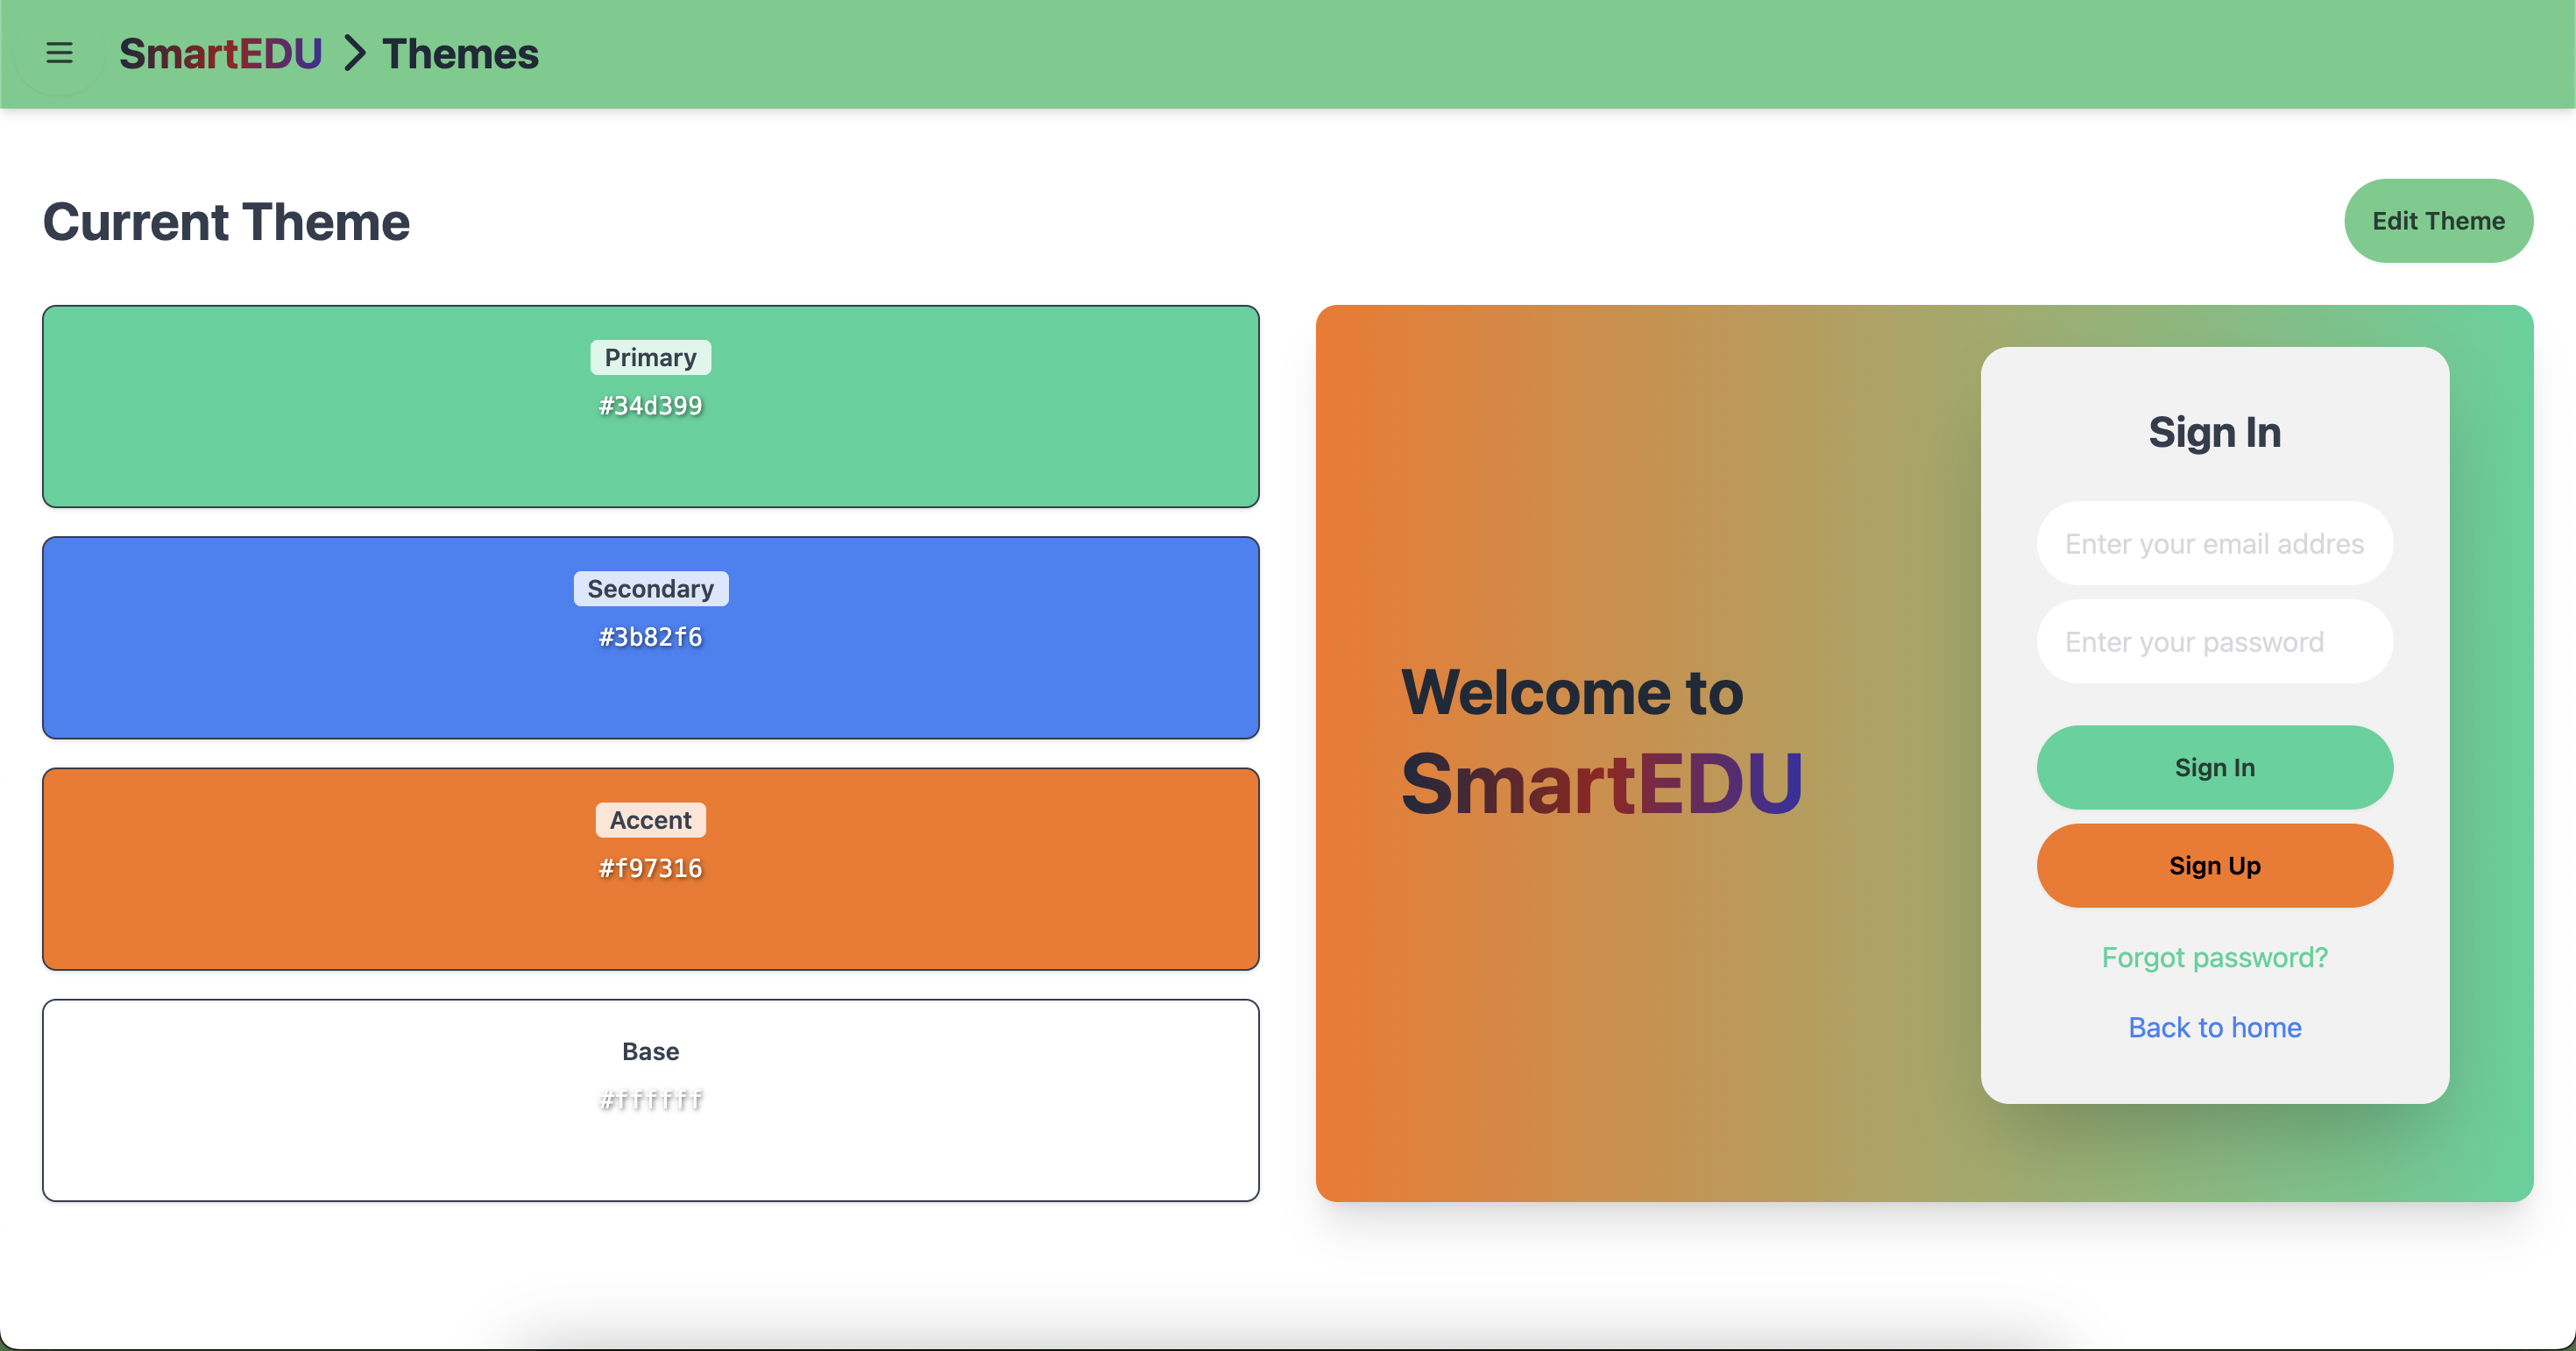 SmartEDU > Themes
Current Theme
Edit Theme
Primary
#34d399
Secondary
#3b82f6
Accent
#f97316
Base
#ffffff
Welcome to
SmartEDU
Sign In
Enter your email addres
Enter your password
Sign In
Sign Up
Forgot password?
Back to home